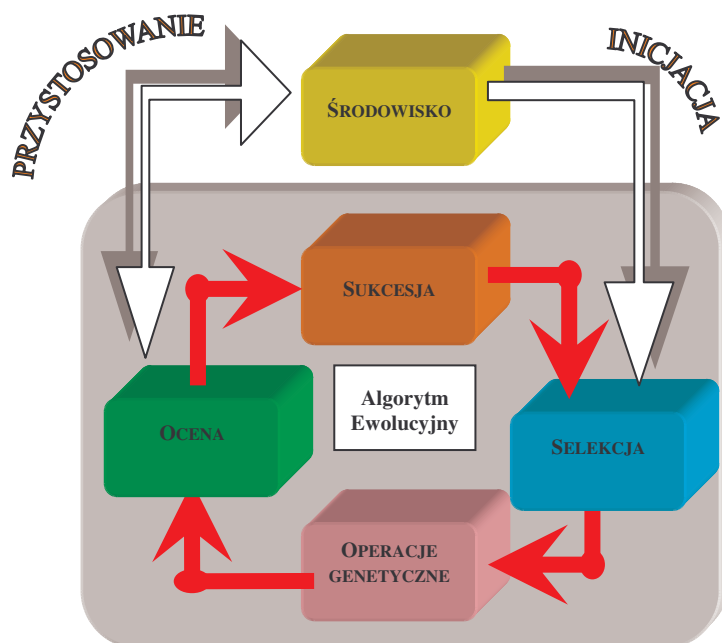 PRZYSTOSOWANIE
INICJACJA
ŚRODOWISKO
SUKCESJA
Algorytm
Ewolucyjny
OCENA
SELEKCJA
OPERACJE
GENETYCZNE